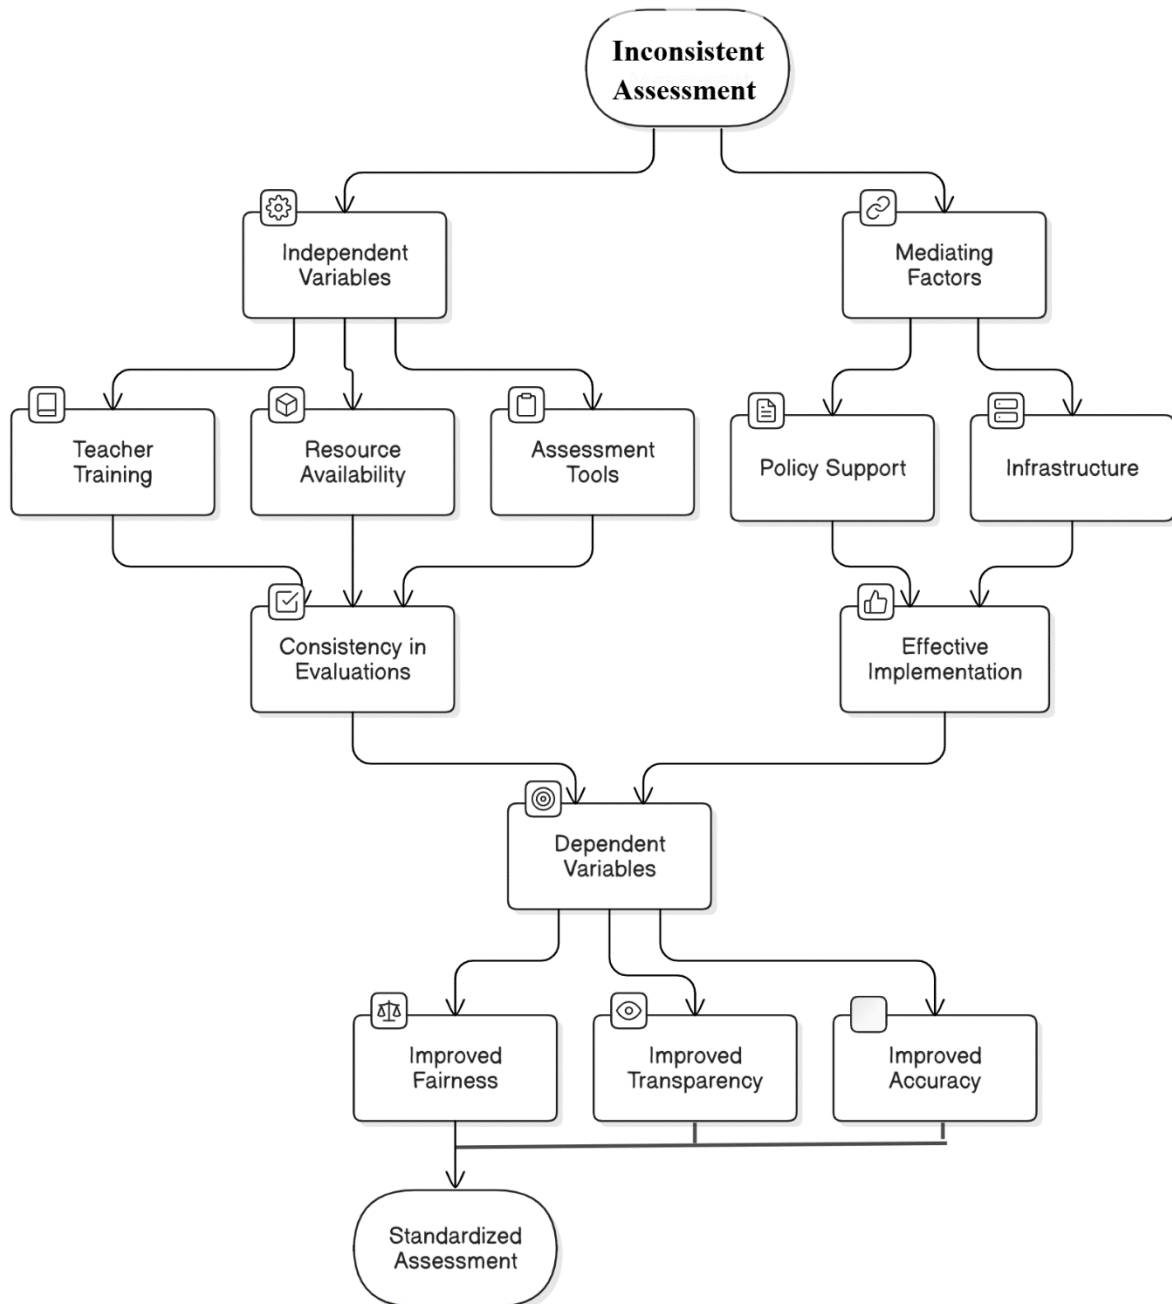 Inconsistent
Assessment
Independent
Variables
Mediating
Factors
Teacher
Training
Resource
Availability
Assessment
Tools
Policy Support
Infrastructure
Consistency in
Evaluations
Effective
Implementation
Dependent
Variables
Improved
Fairness
Improved
Transparency
Improved
Accuracy
Standardized
Assessment